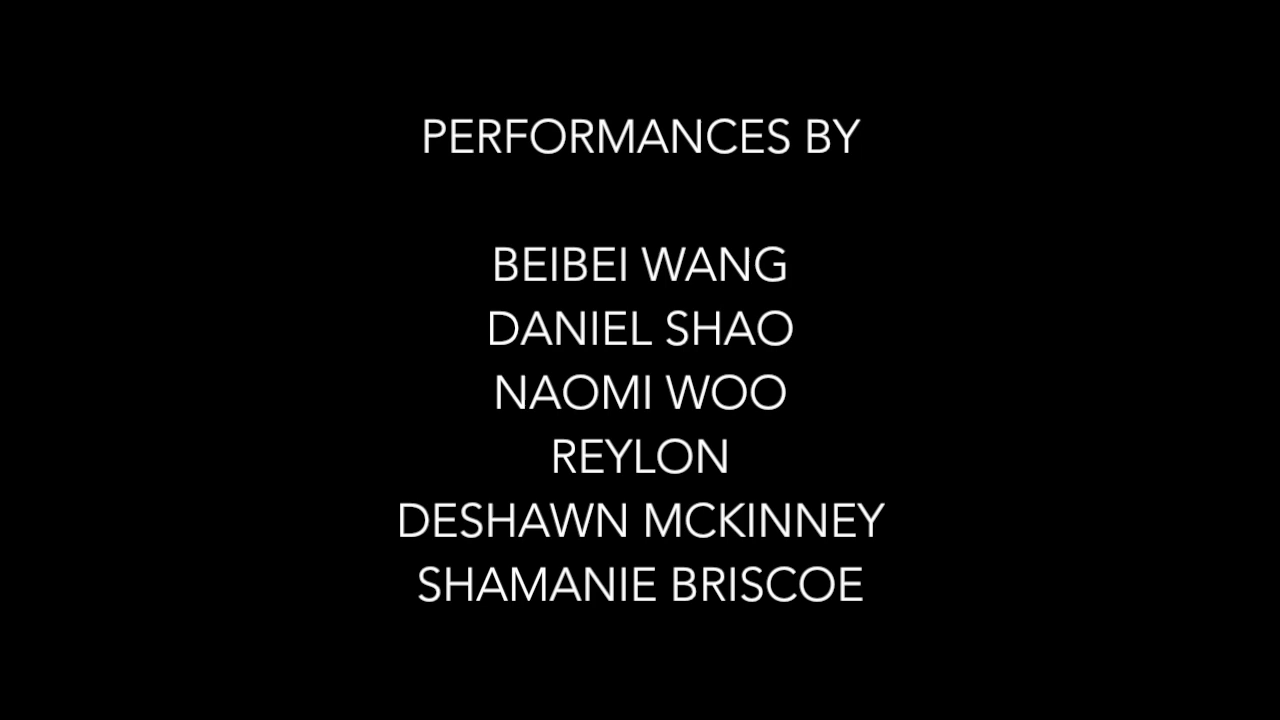 PERFORMANCES BY
BEIBEI WANG
DANIEL SHAO
NAOMI WOO
REYLON
DESHAWN MCKINNEY
SHAMANIE BRISCOE